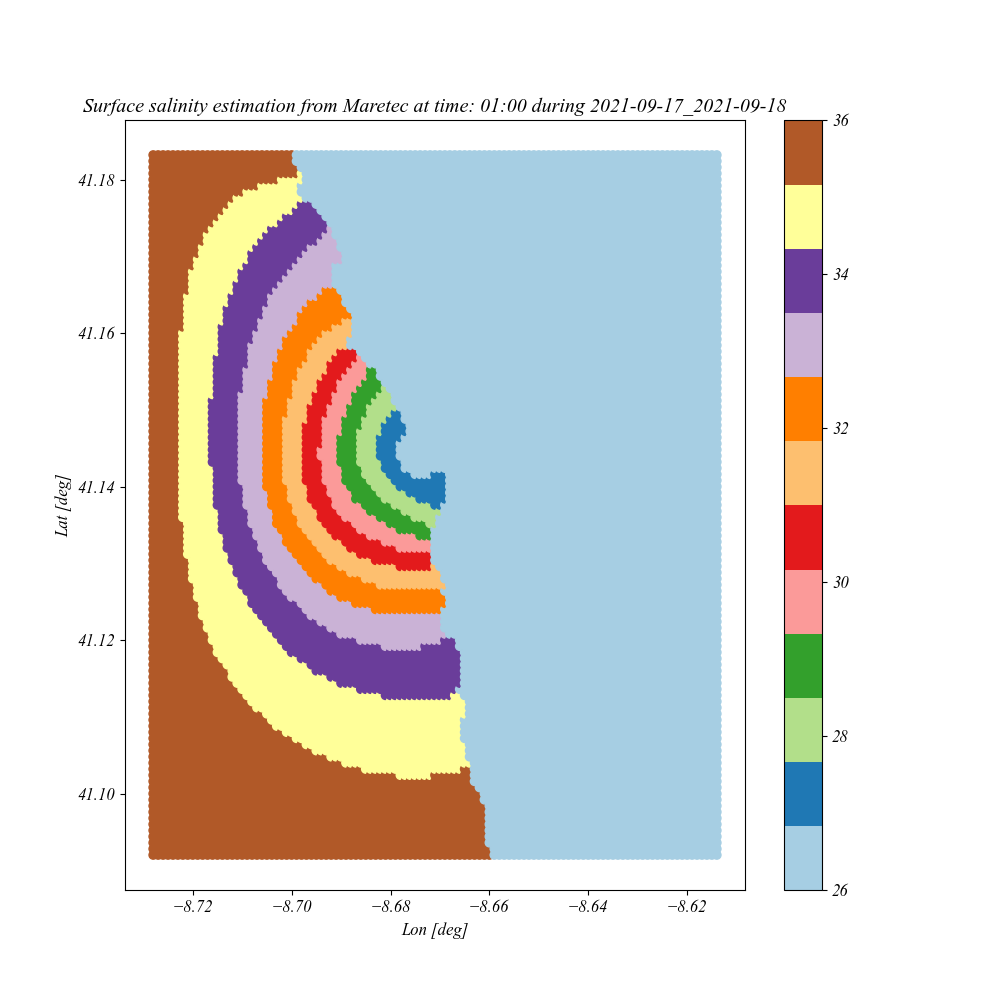 Surface salinity estimation from Maretec at time: 01:00 during 2021-09-17_2021-09-18
36
41.18
34
41.16
32
Lat [deg]
41.14
30
41.12
28
41.10
26
−8.72 −8.70 −8.68 −8.66 −8.64 −8.62
Lon [deg]